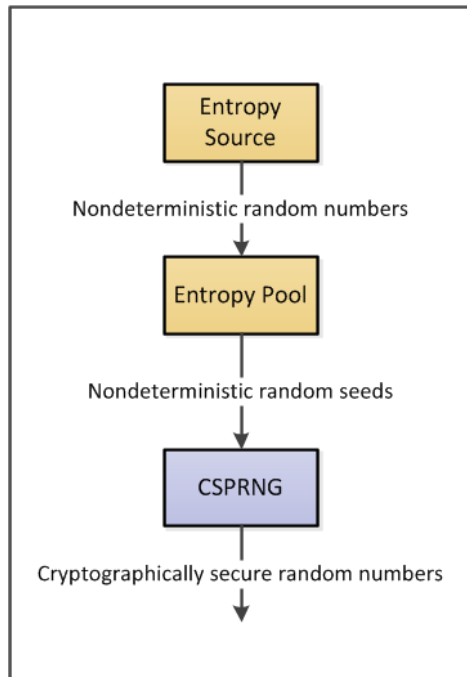 Entropy
Source
Nondeterministic random numbers
Entropy Pool
Nondeterministic random seeds
CSPRNG
Cryptographically secure random numbers